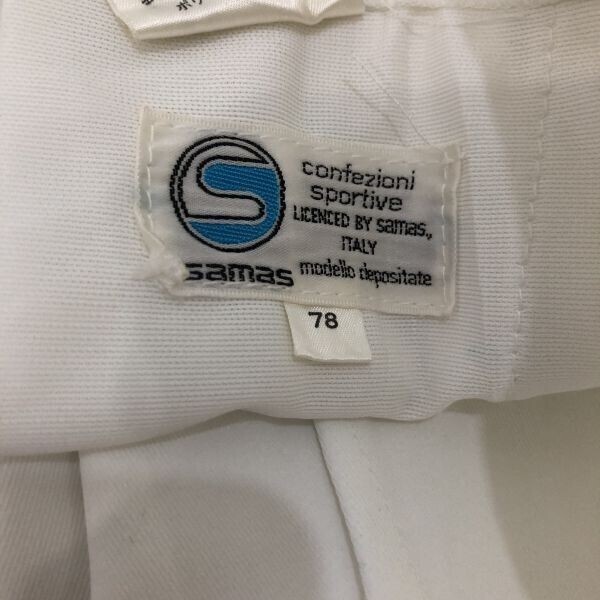 confezioni
sportive
LICENCED BY samas.,
ITALY
samas modello depositate
78